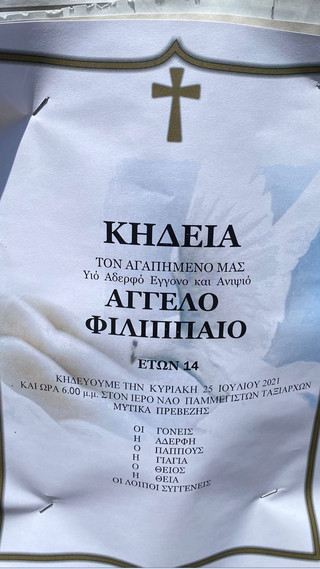 ΚΗΔΕΙΑ
ΤΟΝ ΑΓΑΠΗΜΕΝΟ ΜΑΣ
Υιό Αδερφό Εγγονο και Ανιψιό
ΑΓΓΕΛΟ
ΦΙΛΙΠΠΑΙΟ
ΕΤΩΝ 14
ΚΗΔΕΥΟΥΜΕ ΤΗΝ ΚΥΡΙΑΚΗ 25 ΙΟΥΛΙΟΥ 2021
ΚΑΙ ΩΡΑ 6.00 μ.μ. ΣΤΟΝ ΙΕΡΟ ΝΑΟ ΠΑΜΜΕΓΙΣΤΩΝ ΤΑΞΙΑΡΧΩΝ
ΜΥΤΙΚΑ ΠΡΕΒΕΖΗΣ
ΟΙ ΓΟΝΕΙΣ
Η ΑΔΕΡΦΗ
Ο ΠΑΠΠΟΥΣ
Η ΓΙΑΓΙΑ
Ο ΘΕΙΟΣ
Η ΘΕΙΑ
ΟΙ ΛΟΙΠΟΙ ΣΥΓΓΕΝΕΙΣ